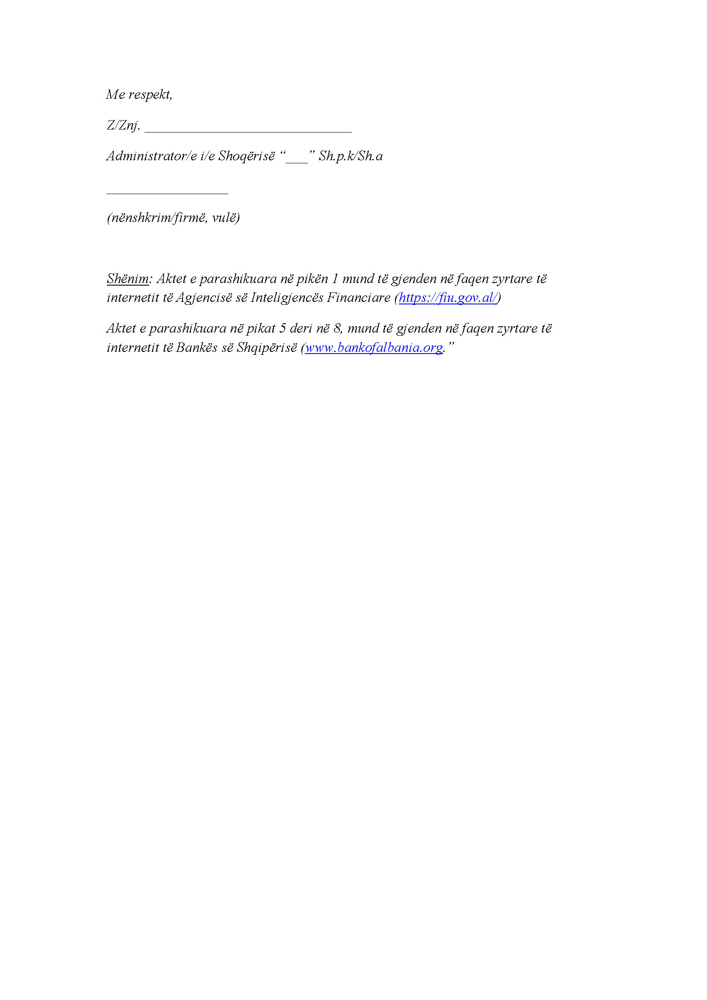 Me respekt,
Z/Znj. ____________________________
Administrator/e i/e Shoqërisë “___” Sh.p.k/Sh.a
_________________
(nënshkrim/firmë, vulë)
Shënim: Aktet e parashikuara në pikën 1 mund të gjenden në faqen zyrtare të
internetit të Agjencisë së Inteligjencës Financiare (https://fiu.gov.al/)
Aktet e parashikuara në pikat 5 deri në 8, mund të gjenden në faqen zyrtare të
internetit të Bankës së Shqipërisë (www.bankofalbania.org.”